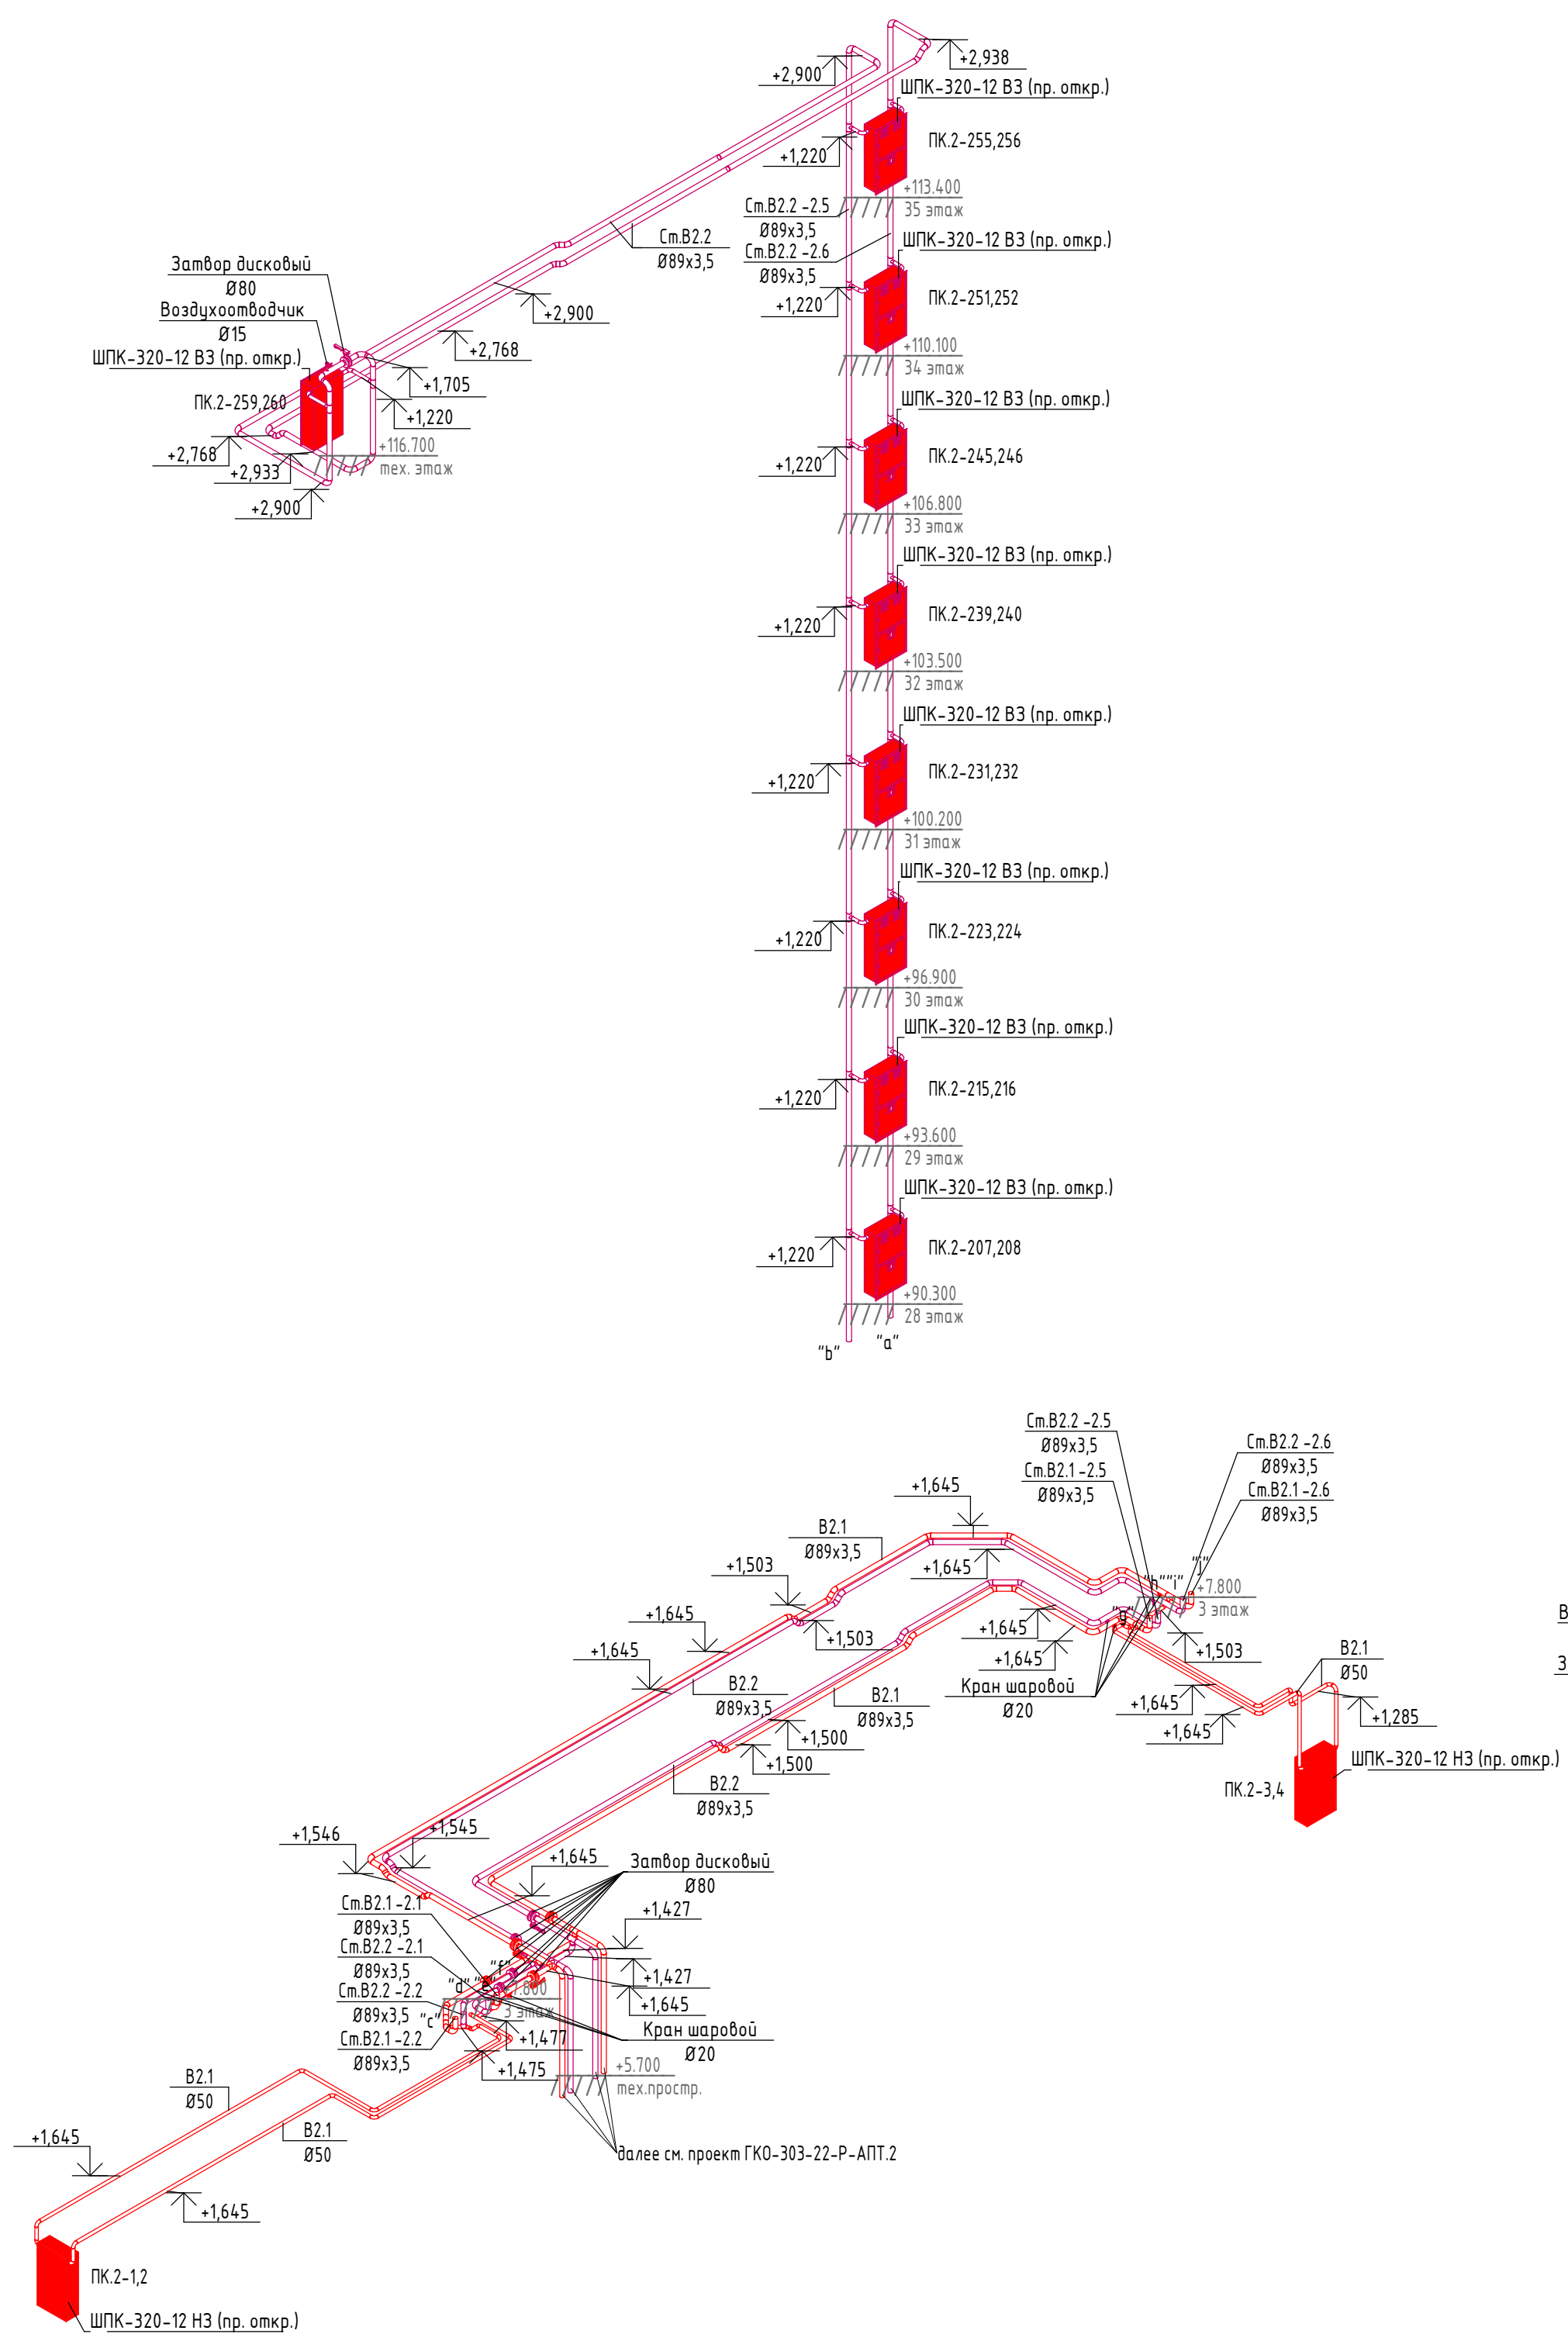 +2,938
+2,900
ШПК-320-12 ВЗ (пр. откр.)
ПК.2-255,256
+1,220
+113.400
35 этаж
Ст.В2.2 -2.5
Ø89х3,5
Ст.В2.2 -2.6
Ø89х3,5
Ст.В2.2
Ø89х3,5
ШПК-320-12 ВЗ (пр. откр.)
ПК.2-251,252
+1,220
+110.100
34 этаж
Затвор дисковый
Ø80
Воздухоотводчик
Ø15
ШПК-320-12 ВЗ (пр. откр.)
ПК.2-259,260
+2,900
+2,768
+1,705
+1,220
+116.700
тех. этаж
+2,768
+2,933
+2,900
ШПК-320-12 ВЗ (пр. откр.)
ПК.2-245,246
+1,220
+106.800
33 этаж
ШПК-320-12 ВЗ (пр. откр.)
ПК.2-239,240
+1,220
+103.500
32 этаж
ШПК-320-12 ВЗ (пр. откр.)
ПК.2-231,232
+1,220
+100.200
31 этаж
ШПК-320-12 ВЗ (пр. откр.)
ПК.2-223,224
+1,220
+96.900
30 этаж
ШПК-320-12 ВЗ (пр. откр.)
ПК.2-215,216
+1,220
+93.600
29 этаж
ШПК-320-12 ВЗ (пр. откр.)
ПК.2-207,208
+1,220
+90.300
28 этаж
"b"
"a"
Ст.В2.2 -2.5
Ø89х3,5
Ст.В2.1 -2.5
Ø89х3,5
Ст.В2.2 -2.6
Ø89х3,5
Ст.В2.1 -2.6
Ø89х3,5
+1,645
В2.1
Ø89х3,5
+1,645
+1,503
+1,503
+1,645
+1,645
"h"
"i"
"j"
"g"
+7.800
3 этаж
+1,645
+1,645
+1,503
Кран шаровой
Ø20
В2.2
Ø89х3,5
В2.1
Ø89х3,5
+1,500
+1,500
В2.2
Ø89х3,5
+1,645
+1,645
В2.1
Ø50
+1,285
ШПК-320-12 НЗ (пр. откр.)
ПК.2-3,4
В
З
+1,546
+1,545
+1,645
Затвор дисковый
Ø80
Ст.В2.1 -2.1
Ø89х3,5
Ст.В2.2 -2.1
Ø89х3,5
Ст.В2.2 -2.2
Ø89х3,5
Ст.В2.1 -2.2
Ø89х3,5
"c"
"d"
"f"
3 этаж
+1,427
+1,427
+1,645
Кран шаровой
Ø20
+1,477
+1,475
+5.700
тех.простр.
далее см. проект ГКО-303-22-Р-АПТ.2
В2.1
Ø50
В2.1
Ø50
+1,645
+1,645
ПК.2-1,2
ШПК-320-12 НЗ (пр. откр.)